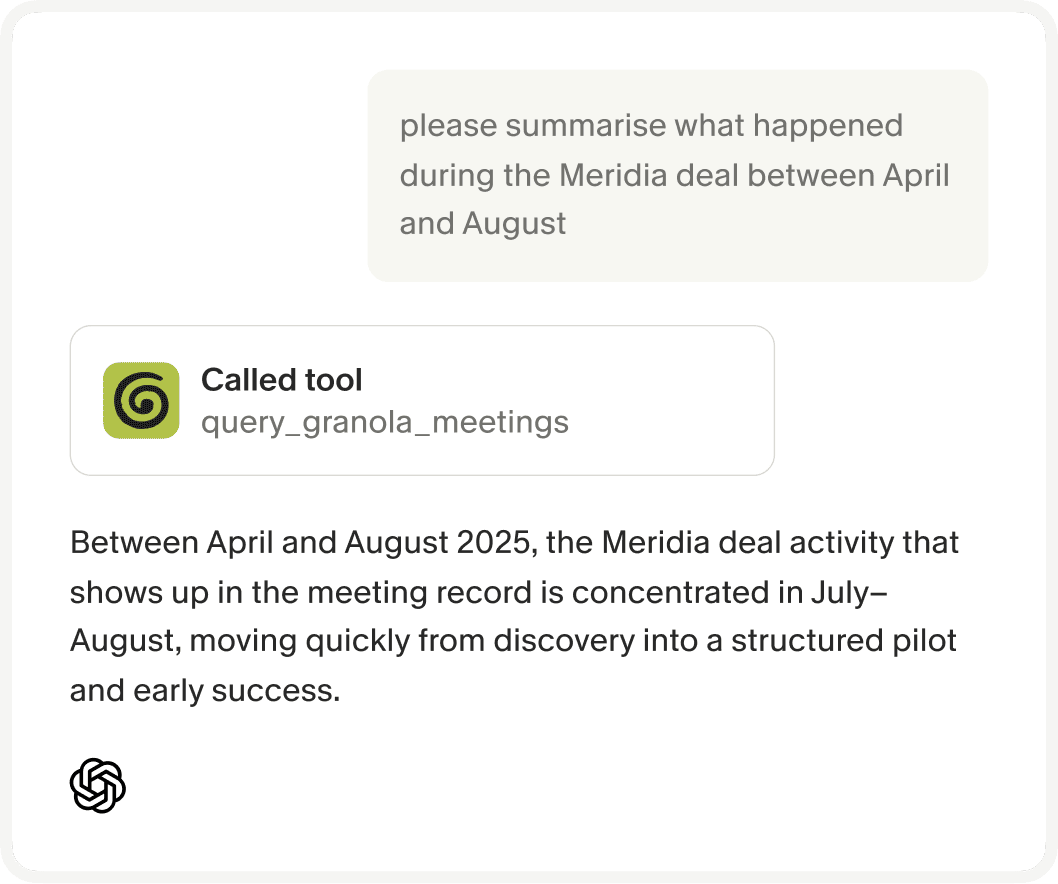 please summarise what happened
during the Meridia deal between April
and August
Called tool
query_granola_meetings
Between April and August 2025, the Meridia deal activity that
shows up in the meeting record is concentrated in July–
August, moving quickly from discovery into a structured pilot
and early success.